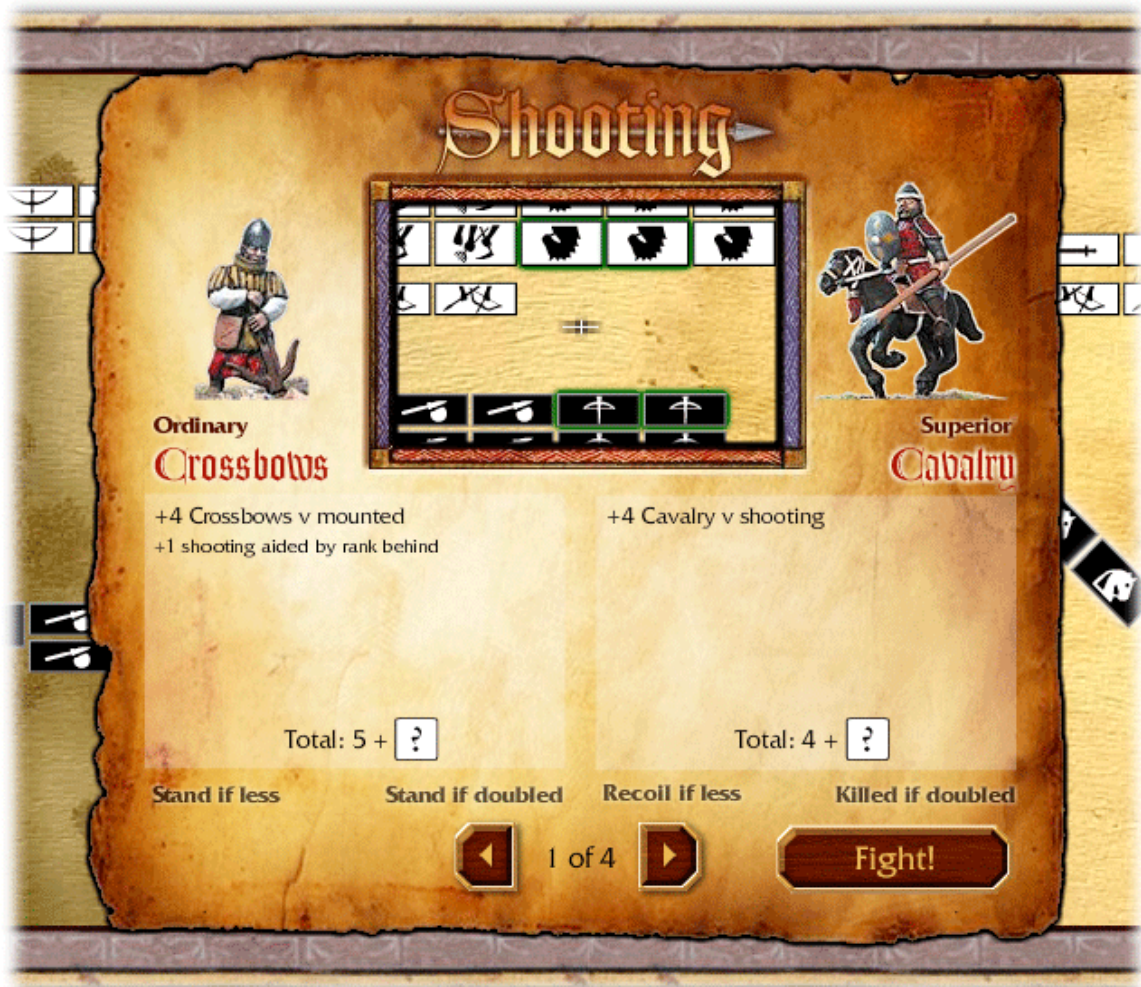 Shooting
Ordinary
Crossbows
Superior
Cavalry
+4 Crossbows v mounted
+1 shooting aided by rank behind
+4 Cavalry v shooting
Total: 5 + ?
Total: 4 + ?
Stand if less
Stand if doubled
Recoil if less
Killed if doubled
1 of 4
Fight!